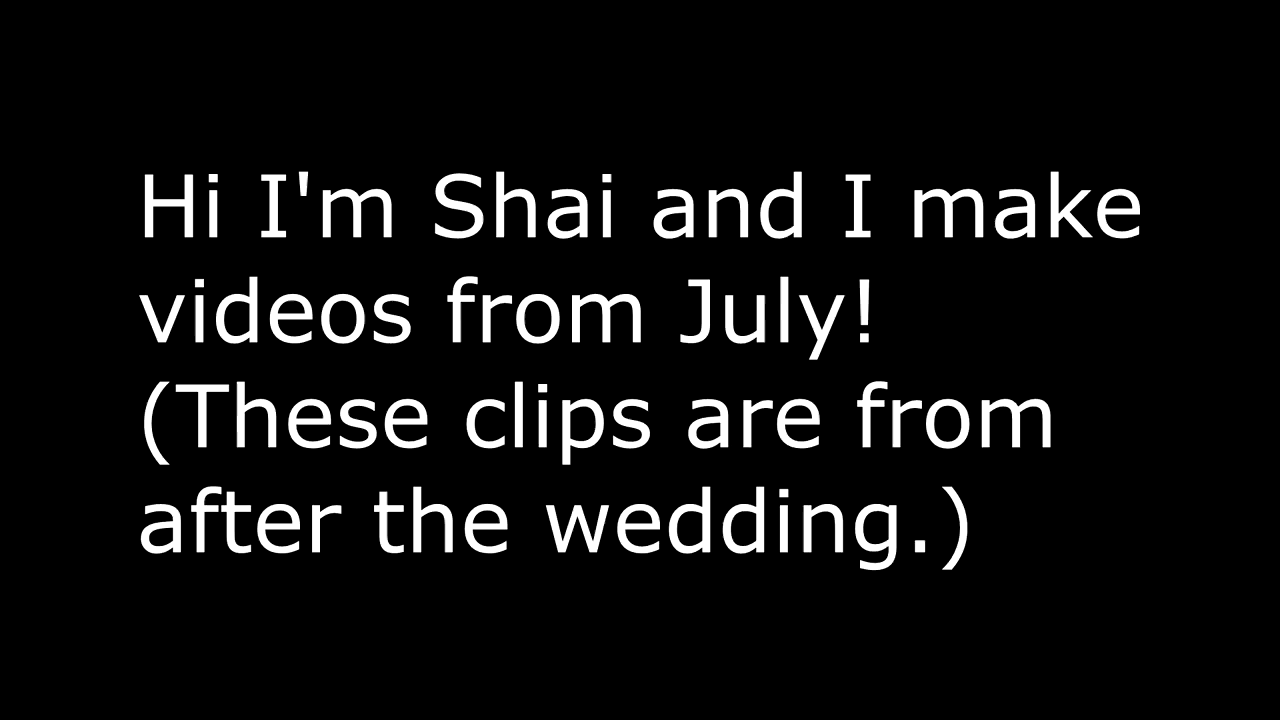 Hi I'm Shai and I make
videos from July!
(These clips are from
after the wedding.)